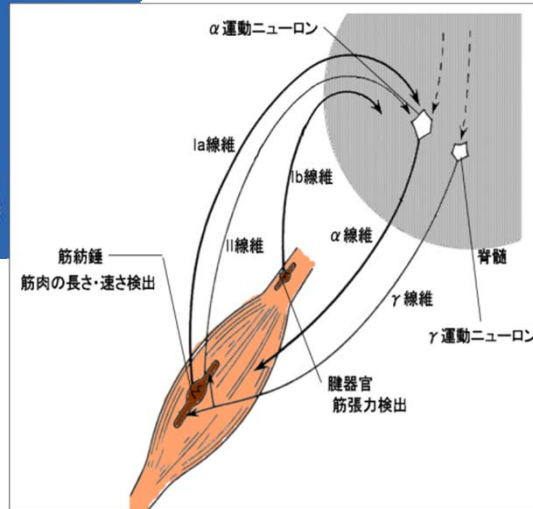 α運動ニューロン
Ia線維
Ib線維
II線維
α線維
筋紡錘
筋肉の長さ・速さ検出
脊髄
γ線維
γ運動ニューロン
腱器官
筋張力検出